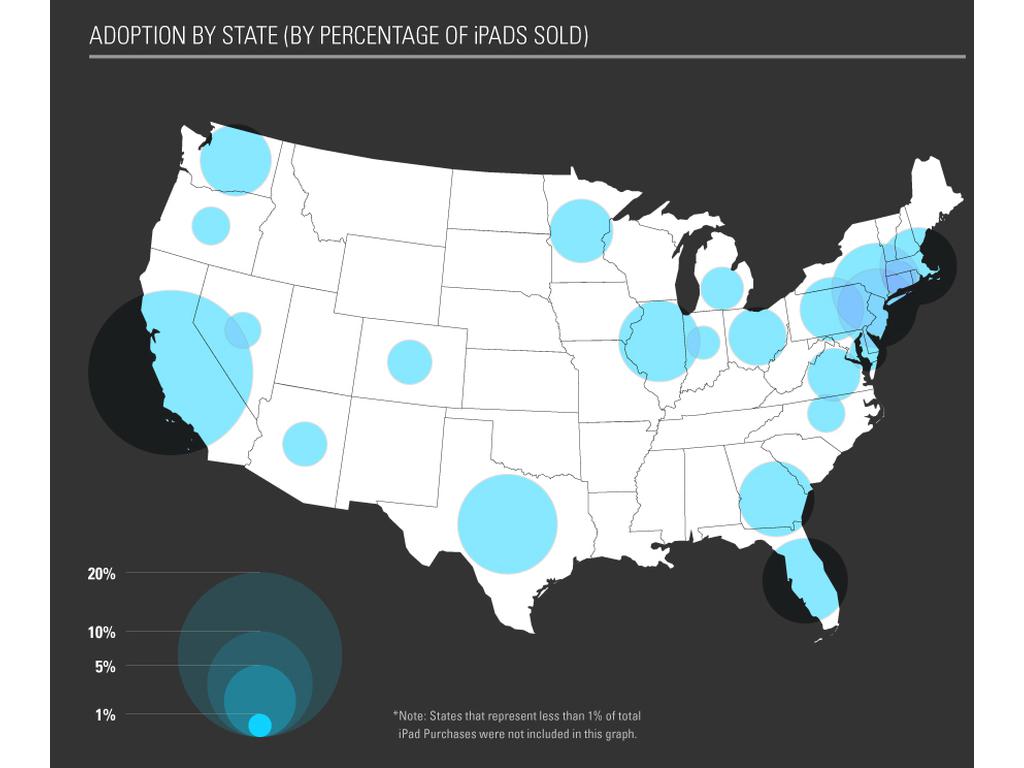 ADOPTION BY STATE (BY PERCENTAGE OF iPADS SOLD)
20%
10%
5%
1%
*Note: States that represent less than 1% of total
iPad Purchases were not included in this graph.